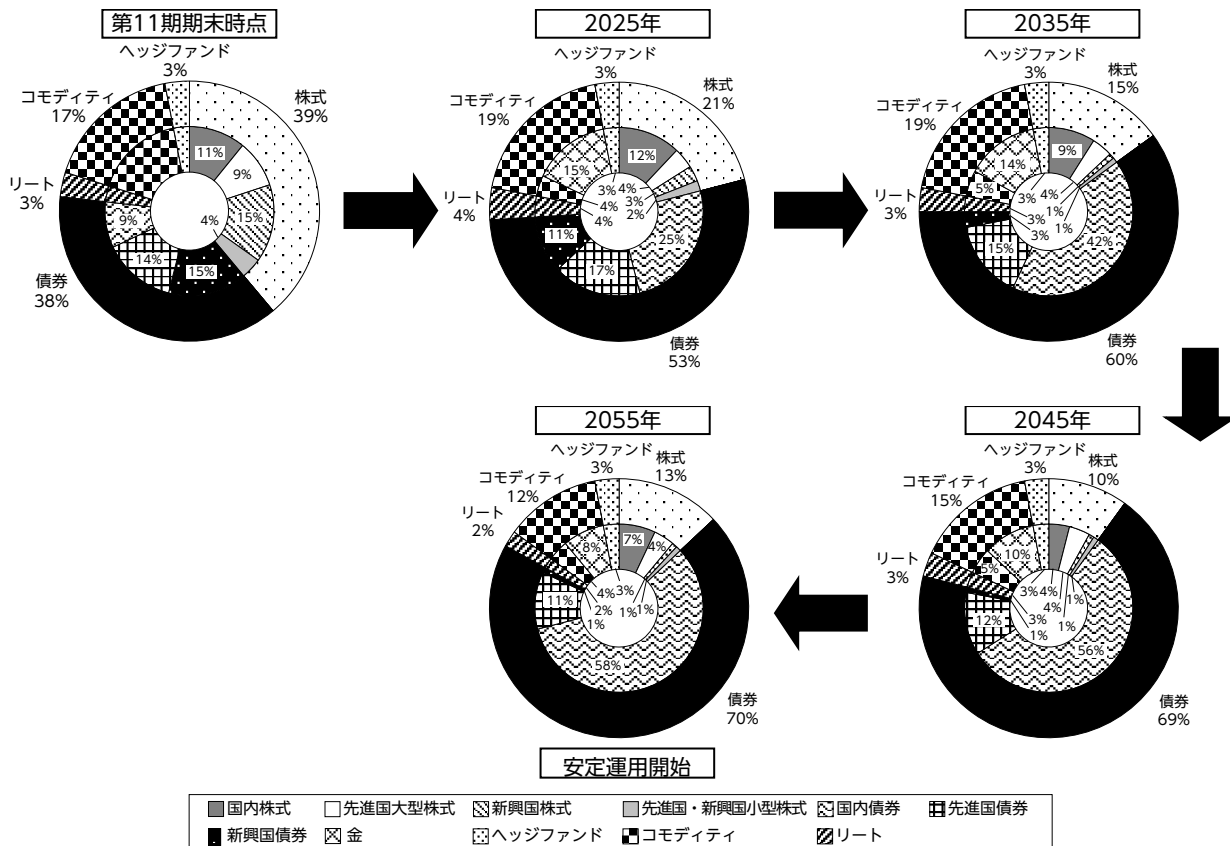 第11期期末時点
ヘッジファンド
3%
コモディティ
17%
株式
39%
リート
3%
債券
38%
11%
9%
15%
4%
15%
14%
9%
2025年
ヘッジファンド
3%
コモディティ
19%
株式
21%
リート
4%
債券
53%
12%
4%
3%
2%
25%
17%
11%
4%
4%
15%
3%
2035年
ヘッジファンド
3%
コモディティ
19%
株式
15%
リート
3%
債券
60%
9%
4%
1%
1%
42%
15%
3%
3%
5%
14%
3%
2055年
ヘッジファンド
3%
コモディティ
12%
株式
13%
リート
2%
債券
70%
7%
4%
1%
1%
58%
11%
1%
2%
4%
8%
3%
安定運用開始
2045年
ヘッジファンド
3%
コモディティ
15%
株式
10%
リート
3%
債券
69%
4%
4%
1%
1%
56%
12%
1%
3%
5%
10%
3%
国内株式 先進国大型株式 新興国株式 先進国・新興国小型株式 国内債券 先進国債券
新興国債券 金 ヘッジファンド コモディティ リート